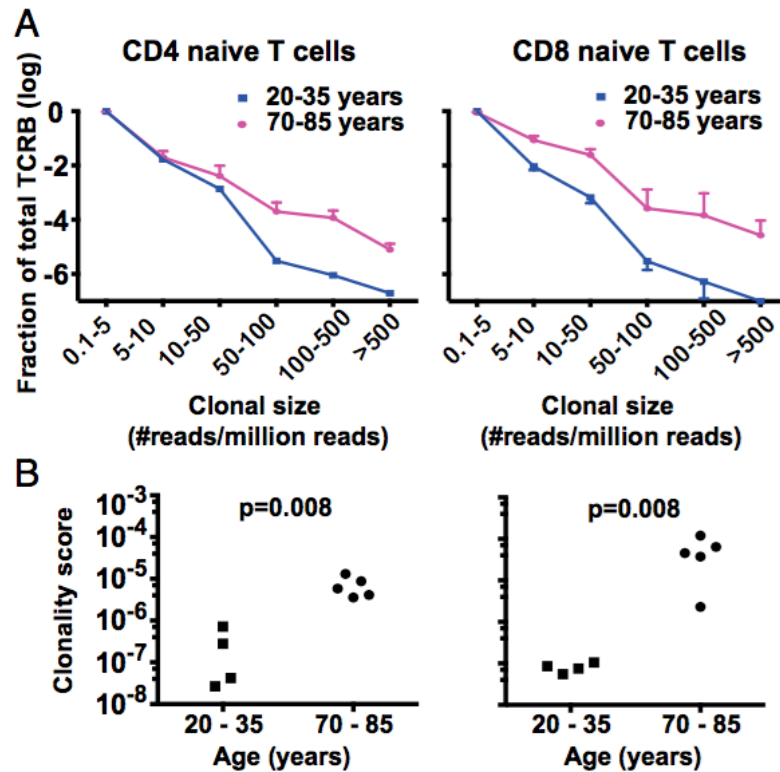 A
CD4 naive T cells
CD8 naive T cells
20-35 years
70-85 years
20-35 years
70-85 years
Fraction of total TCRB (log)
0
-2
-4
-6
0.1-5
5-10
10-50
50-100
100-500
>500
0.1-5
5-10
10-50
50-100
100-500
>500
Clonal size
(#reads/million reads)
Clonal size
(#reads/million reads)
B
Clonality score
10-3
10-4
10-5
10-6
10-7
10-8
p=0.008
p=0.008
20 - 35
70 - 85
20 - 35
70 - 85
Age (years)
Age (years)